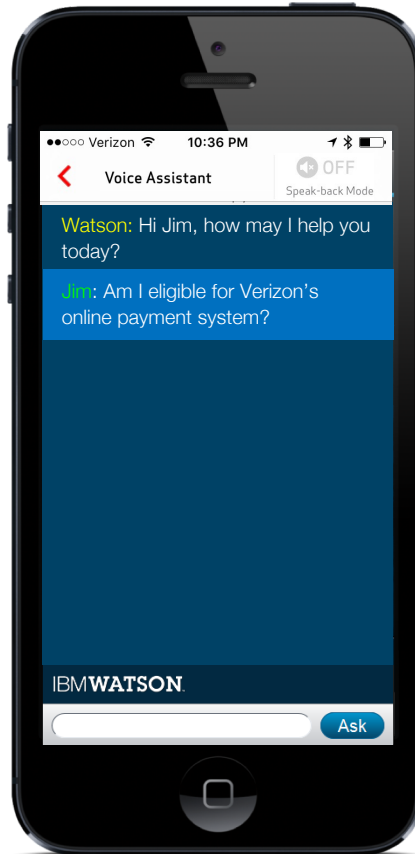 Verizon 10:36 PM
Voice Assistant
OFF
Speak-back Mode
Watson: Hi Jim, how may I help you
today?
Jim: Am I eligible for Verizon's
online payment system?
IBMWATSON.
Ask